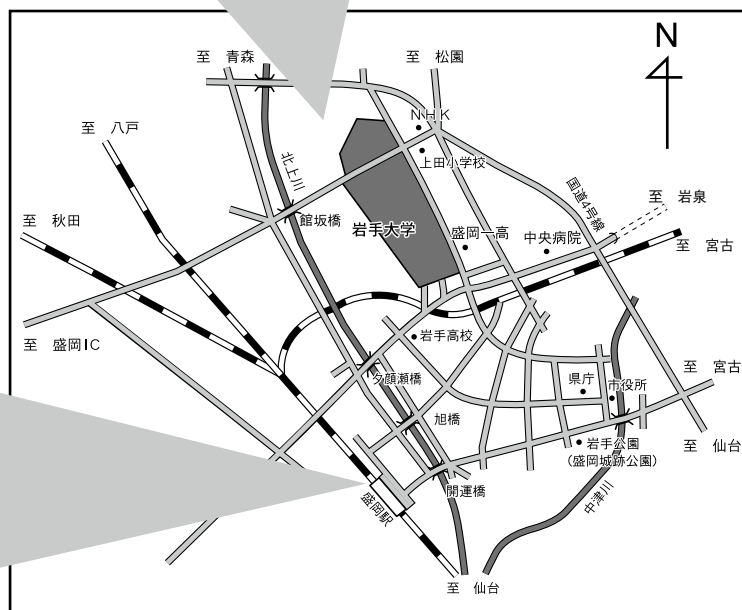 N
至 青森
至 松園
NHK
至 八戸
上田小学校
北上川
国道4号線
至 岩泉
至 秋田
館坂橋
岩手大学
盛岡一高
中央病院
至 宮古
至 盛岡IC
岩手高校
夕顔瀬橋
県庁
市役所
至 宮古
旭橋
岩手公園
(盛岡城跡公園)
至 仙台
開運橋
盛岡駅
中津川
至 仙台